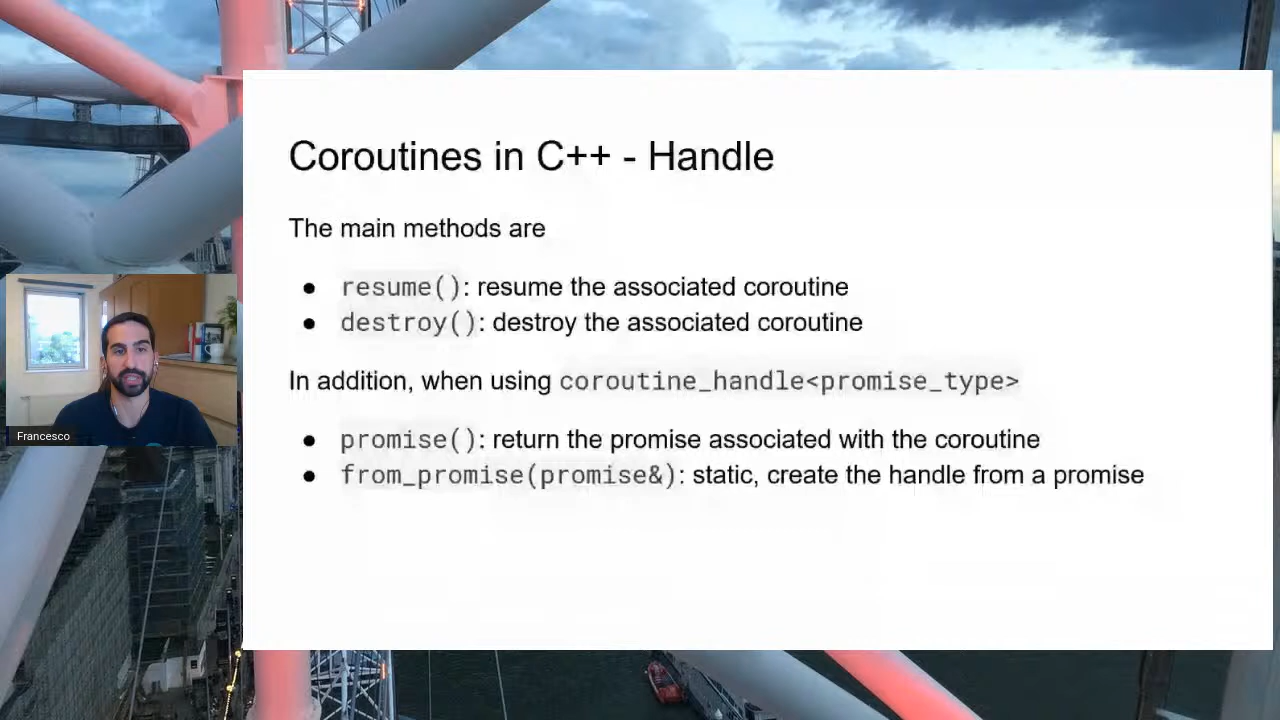 Coroutines in C++ - Handle
The main methods are
● resume(): resume the associated coroutine
● destroy(): destroy the associated coroutine
In addition, when using coroutine_handle<promise_type>
● promise(): return the promise associated with the coroutine
● from_promise(promise&): static, create the handle from a promise
Francesco